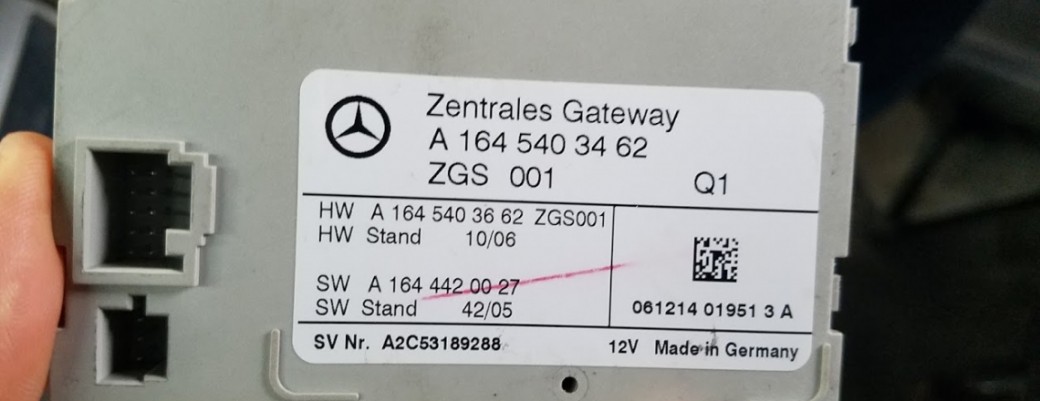 Zentrales Gateway
A 164 540 34 62
ZGS 001
Q1
HW A 164 540 36 62 ZGS001
HW Stand 10/06
SW A 164 442 00 27
SW Stand 42/05
061214 01951 3 A
SV Nr. A2C53189288
12V Made in Germany